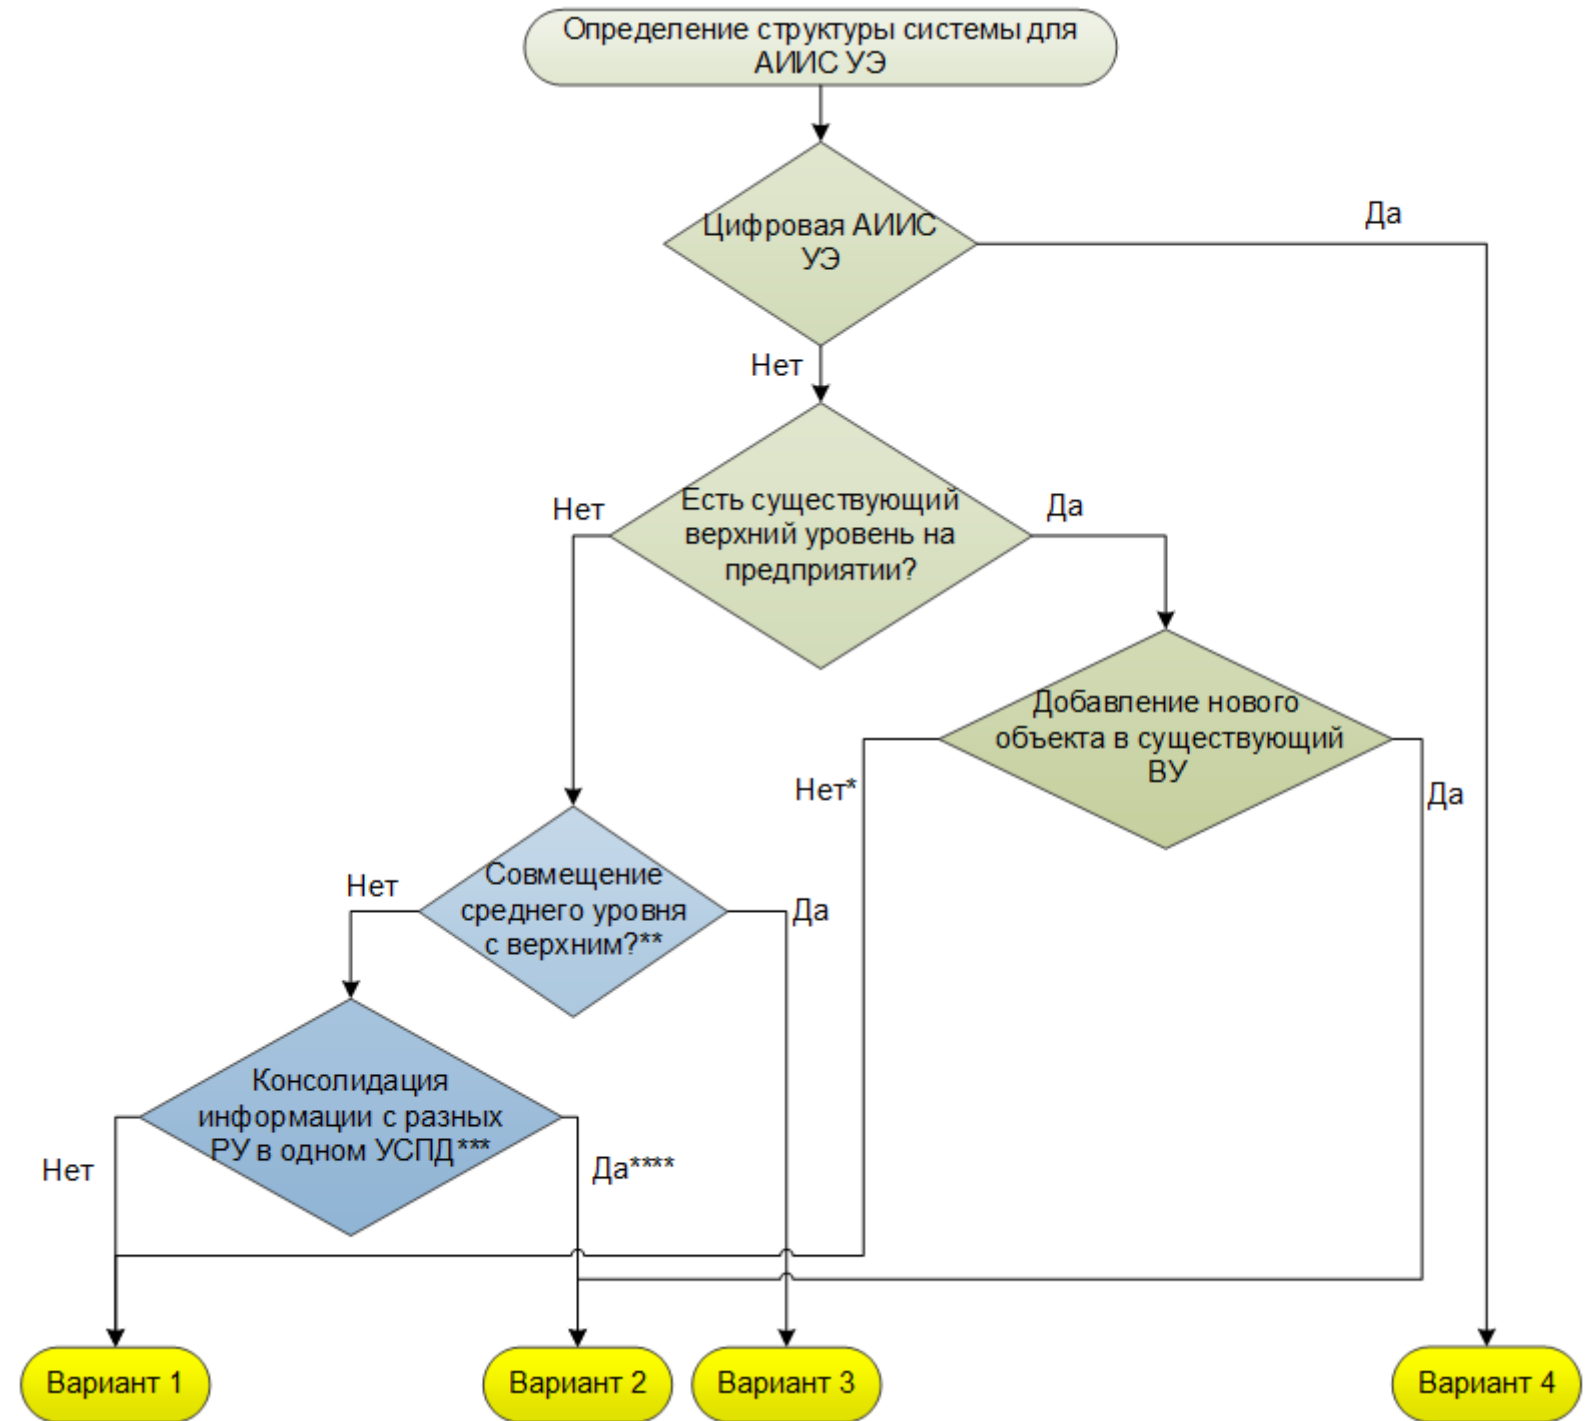 Определение структуры системы для
АИИС УЭ
Цифровая АИИС
УЭ
Да
Нет
Есть существующий
верхний уровень на
предприятии?
Нет
Да
Добавление нового
объекта в существующий
ВУ
Нет*
Да
Совмещение
среднего уровня
с верхним?**
Нет
Да
Консолидация
информации с разных
РУ в одном УСПД***
Нет
Да****
Вариант 1
Вариант 2
Вариант 3
Вариант 4